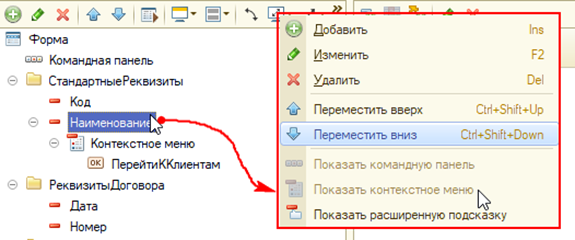 Форма
Командная панель
СтандартныеРеквизиты
Код
Наименование
Контекстное меню
OK ПерейтиККлиентам
РеквизитыДоговора
Дата
Номер
Добавить Ins
Изменить F2
Удалить Del
Переместить вверх Ctrl+Shift+Up
Переместить вниз Ctrl+Shift+Down
Показать командную панель
Показать контекстное меню
Показать расширенную подсказку